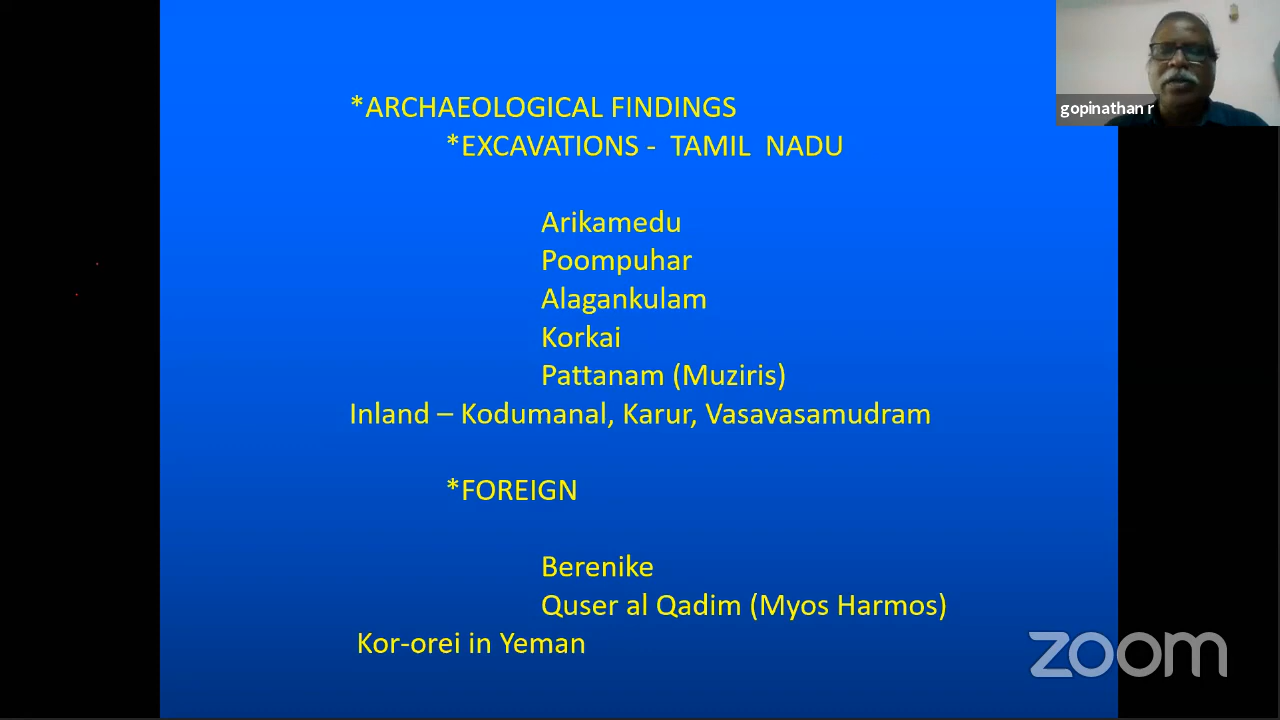 *ARCHAEOLOGICAL FINDINGS
*EXCAVATIONS - TAMIL NADU
Arikamedu
Poompuhar
Alagankulam
Korkai
Pattanam (Muziris)
Inland – Kodumanal, Karur, Vasavasamudram
*FOREIGN
Berenike
Quser al Qadim (Myos Harmos)
Kor-orei in Yeman
gopinathan r
zoom